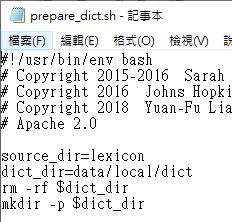 prepare_dict.sh - 記事本
檔案(F) 編輯(E) 格式(O) 檢視(V) 說
#!/usr/bin/env bash
# Copyright 2015-2016 Sarah
# Copyright 2016 Johns Hopki
# Copyright 2018 Yuan-Fu Lia
# Apache 2.0
source_dir=lexicon
dict_dir=data/local/dict
rm -rf $dict_dir
mkdir -p $dict_dir